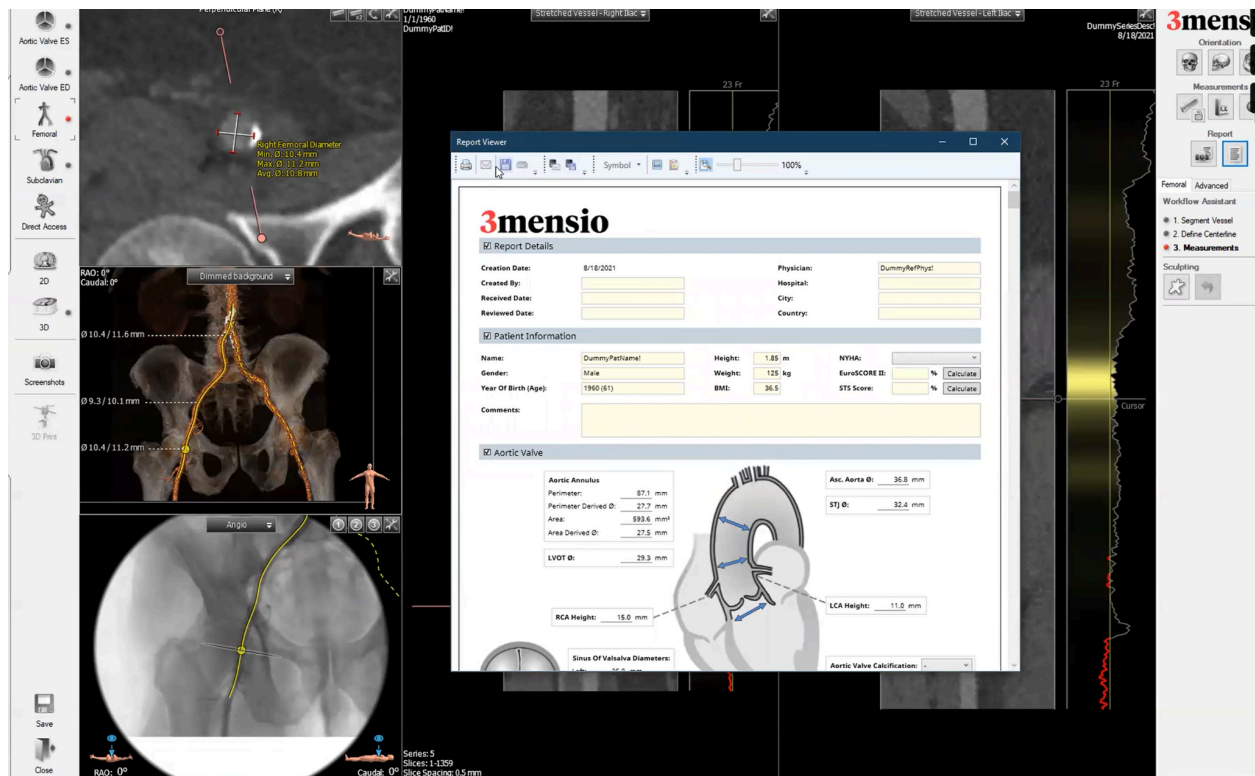 Aortic Valve ES
Aortic Valve ED
Femoral
Subclavian
Direct Access
2D
3D
Screenshots
3D Print
Save
Close
Perpendicular Plane (R)
x2
Right Femoral Diameter
Min. Ø: 10.4 mm
Max. Ø: 11.2 mm
Avg. Ø: 10.8 mm
RAO: 0°
Caudal: 0°
Dimmed background
Ø 10.4 / 11.6 mm
Ø 9.3 / 10.1 mm
Ø 10.4 / 11.2 mm
Angio
1 2 3
RAO: 0°
Caudal: 0°
DummyPatName!
1/1/1960
DummyPatID!
Stretched Vessel - Right Iliac
23 Fr
Stretched Vessel - Left Iliac
DummySeriesDesc!
8/18/2021
23 Fr
Cursor
Series: 5
Slices: 1-1359
Slice Spacing: 0.5 mm
Report Viewer
Symbol
100%
3mensio
Report Details
Creation Date: 8/18/2021 Physician: DummyRefPhys!
Created By: Hospital:
Received Date: City:
Reviewed Date: Country:
Patient Information
Name: DummyPatName! Height: 1.85 m NYHA:
Gender: Male Weight: 125 kg EuroSCORE II: % Calculate
Year Of Birth (Age): 1960 (61) BMI: 36.5 STS Score: % Calculate
Comments:
Aortic Valve
Aortic Annulus
Perimeter: 87.1 mm
Perimeter Derived Ø: 27.7 mm
Area: 593.6 mm²
Area Derived Ø: 27.5 mm
LVOT Ø: 29.3 mm
Asc. Aorta Ø: 36.8 mm
STJ Ø: 32.4 mm
RCA Height: 15.0 mm
LCA Height: 11.0 mm
Sinus Of Valsalva Diameters:
Aortic Valve Calcification: -
3mens
Orientation
Measurements
Report
Femoral Advanced
Workflow Assistant
1. Segment Vessel
2. Define Centerline
3. Measurements
Sculpting